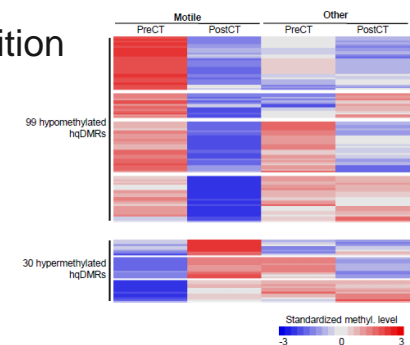 ition
Motile Other
PreCT PostCT PreCT PostCT
99 hypomethylated
hqDMRs
30 hypermethylated
hqDMRs
Standardized methyl. level
-3 0 3